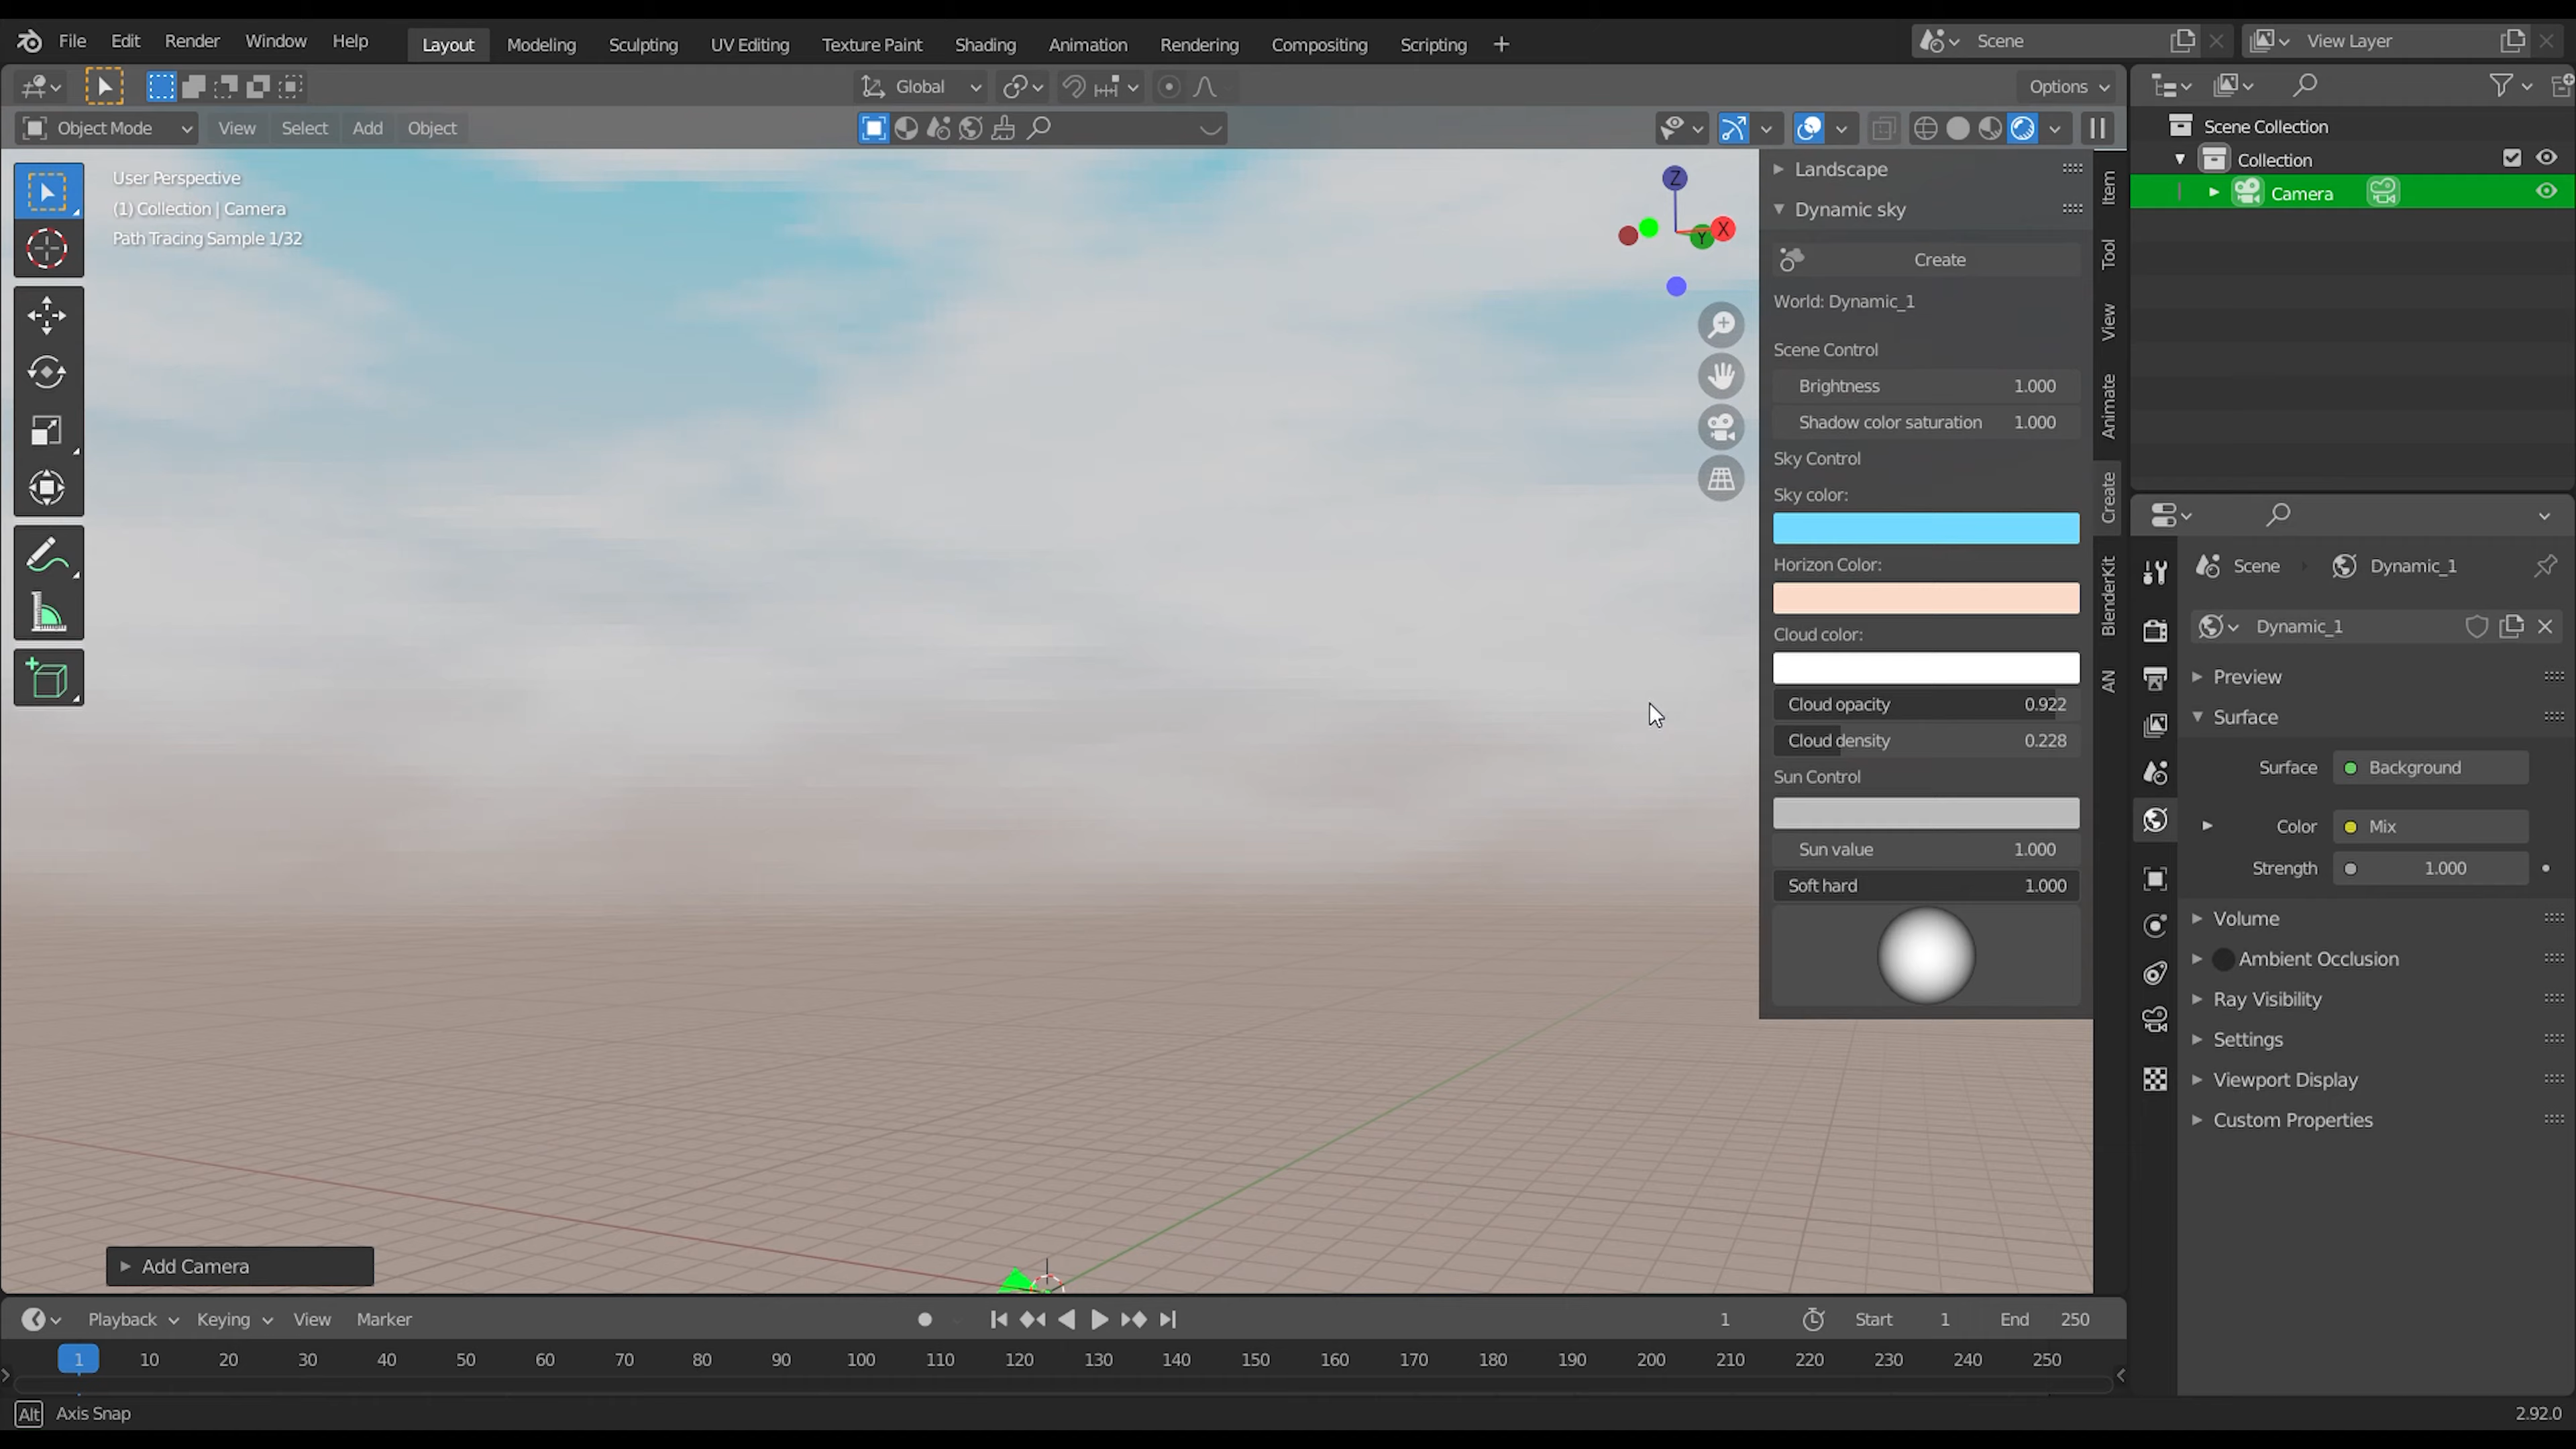 File Edit Render Window Help Layout Modeling Sculpting UV Editing Texture Paint Shading Animation Rendering Compositing Scripting + Scene View Layer
Global Options
Object Mode View Select Add Object
User Perspective
(1) Collection | Camera
Path Tracing Sample 1/32
Z
X
Y
Landscape
Dynamic sky
Create
World: Dynamic_1
Scene Control
Brightness 1.000
Shadow color saturation 1.000
Sky Control
Sky color:
Horizon Color:
Cloud color:
Cloud opacity 0.922
Cloud density 0.228
Sun Control
Sun value 1.000
Soft hard 1.000
Item
Tool
View
Animate
Create
BlenderKit
AN
Scene Collection
Collection
Camera
Scene Dynamic_1
Dynamic_1
Preview
Surface
Surface Background
Color Mix
Strength 1.000
Volume
Ambient Occlusion
Ray Visibility
Settings
Viewport Display
Custom Properties
Add Camera
Playback Keying View Marker 1 Start 1 End 250
1 10 20 30 40 50 60 70 80 90 100 110 120 130 140 150 160 170 180 190 200 210 220 230 240 250
Alt Axis Snap 2.92.0